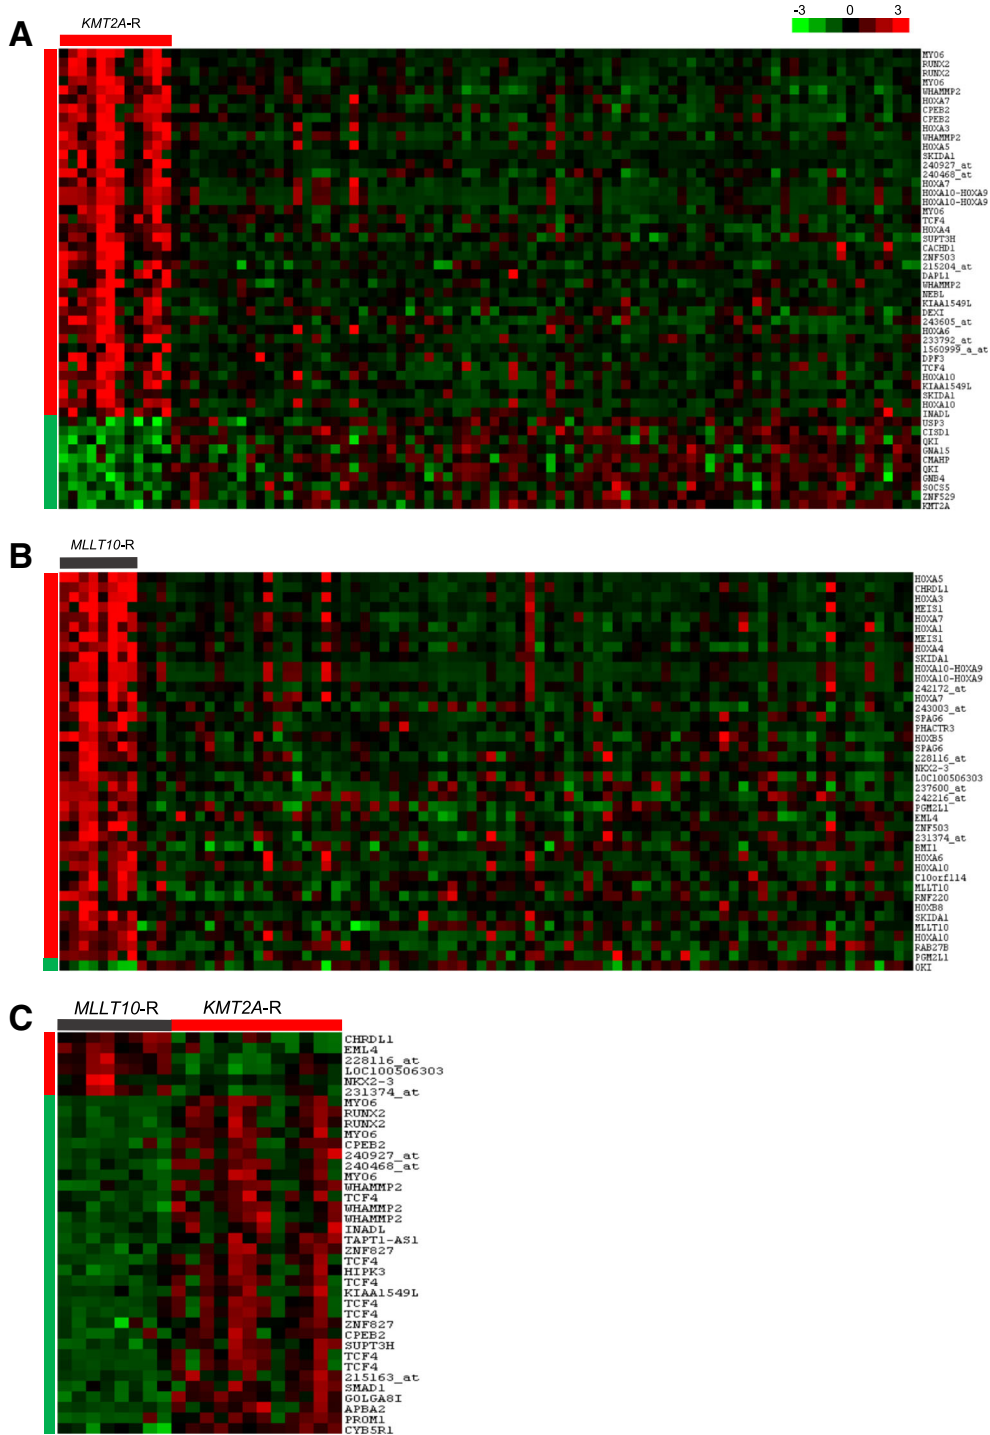 A
KMT2A-R
-3 0 3
MYO6
RUNX2
RUNX2
MYO6
WHAMMP2
HOXA7
CPEB2
CPEB2
HOXA3
WHAMMP2
HOXA5
SKIDA1
240927_at
240468_at
HOXA7
HOXA10-HOXA9
HOXA10-HOXA9
MYO6
TCF4
HOXA4
SUPT3H
CACHD1
ZNF503
215204_at
DAPL1
WHAMMP2
NEBL
KIAA1549L
DEXI
243605_at
HOXA6
233792_at
1560999_a_at
DPF3
TCF4
HOXA10
KIAA1549L
SKIDA1
HOXA10
INADL
USP3
CISD1
QKI
GNA15
CMAHP
QKI
GNB4
SOCS5
ZNF529
KMT2A
B
MLLT10-R
HOXA5
CHRDL1
HOXA3
MEIS1
HOXA7
HOXA1
MEIS1
HOXA4
SKIDA1
HOXA10-HOXA9
HOXA10-HOXA9
242172_at
HOXA7
243003_at
SPAG6
PHACTR3
HOXB5
SPAG6
228116_at
NKX2-3
LOC100506303
237600_at
242216_at
PGM2L1
EML4
ZNF503
231374_at
BMI1
HOXA6
HOXA10
C10orf114
MLLT10
RNF220
HOXB8
SKIDA1
MLLT10
HOXA10
RAB27B
PGM2L1
QKI
C
MLLT10-R KMT2A-R
CHRDL1
EML4
228116_at
LOC100506303
NKX2-3
231374_at
MYO6
RUNX2
RUNX2
MYO6
CPEB2
240927_at
240468_at
MYO6
WHAMMP2
TCF4
WHAMMP2
WHAMMP2
INADL
TAPT1-AS1
ZNF827
TCF4
HIPK3
TCF4
KIAA1549L
TCF4
TCF4
ZNF827
CPEB2
SUPT3H
TCF4
TCF4
215163_at
SMAD1
GOLGA8I
APBA2
PROM1
CYB5R1